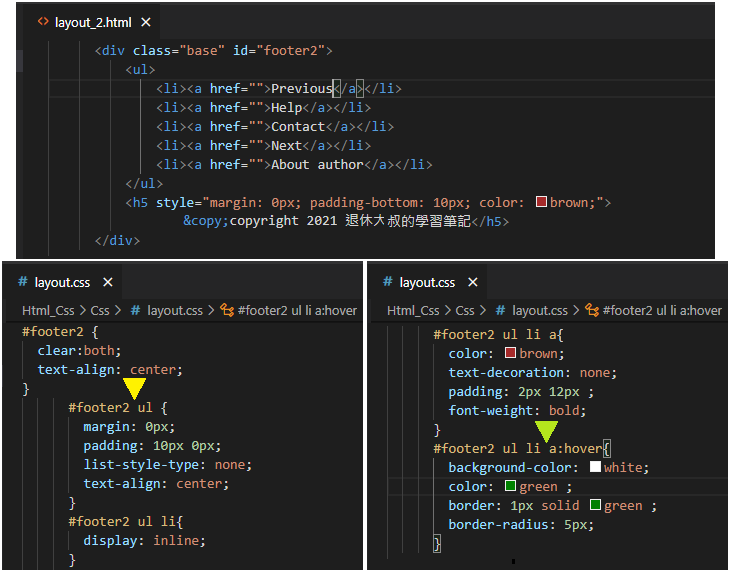 layout_2.html
<div class="base" id="footer2">
<ul>
<li><a href="">Previous</a></li>
<li><a href="">Help</a></li>
<li><a href="">Contact</a></li>
<li><a href="">Next</a></li>
<li><a href="">About author</a></li>
</ul>
<h5 style="margin: 0px; padding-bottom: 10px; color: brown;">
&copy;copyright 2021 退休大叔的學習筆記</h5>
</div>
layout.css
Html_Css > Css > layout.css > #footer2 ul li a:hover
#footer2 {
clear:both;
text-align: center;
}
#footer2 ul {
margin: 0px;
padding: 10px 0px;
list-style-type: none;
text-align: center;
}
#footer2 ul li{
display: inline;
}
layout.css
Html_Css > Css > layout.css > #footer2 ul li a:hover
#footer2 ul li a{
color: brown;
text-decoration: none;
padding: 2px 12px ;
font-weight: bold;
}
#footer2 ul li a:hover{
background-color: white;
color: green ;
border: 1px solid green ;
border-radius: 5px;
}